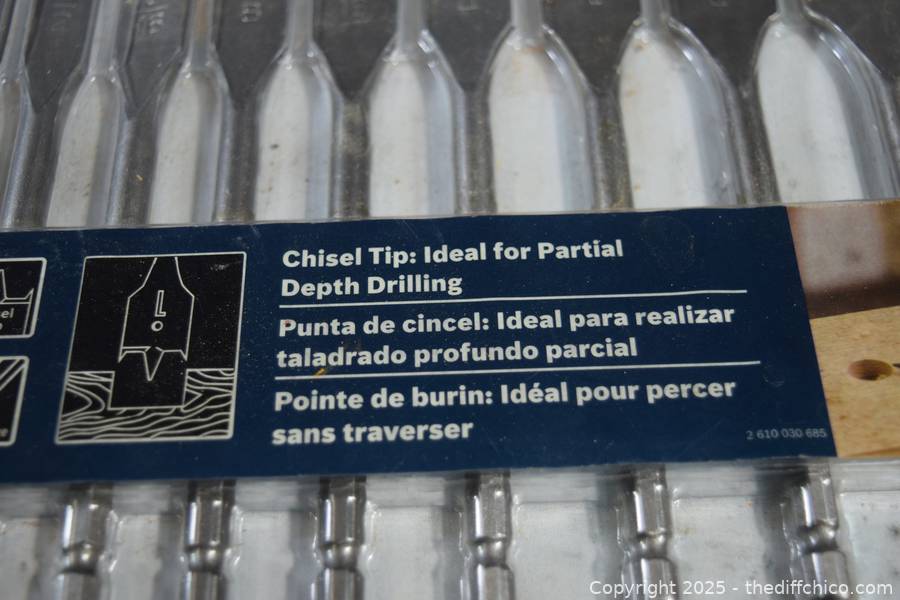 Chisel Tip: Ideal for Partial
Depth Drilling
Punta de cincel: Ideal para realizar
taladrado profundo parcial
Pointe de burin: Idéal pour percer
sans traverser
2 610 030 685
Copyright 2025 - thediffchico.com